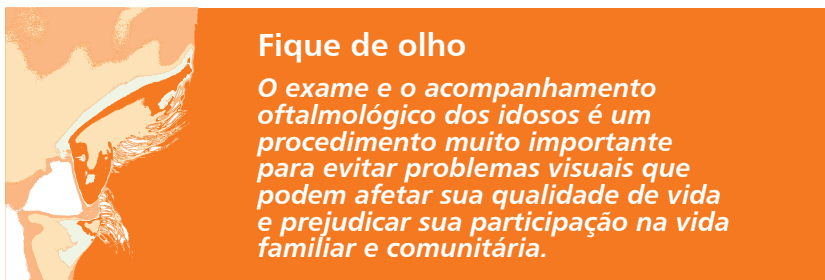 Fique de olho
O exame e o acompanhamento
oftalmológico dos idosos é um
procedimento muito importante
para evitar problemas visuais que
podem afetar sua qualidade de vida
e prejudicar sua participação na vida
familiar e comunitária.